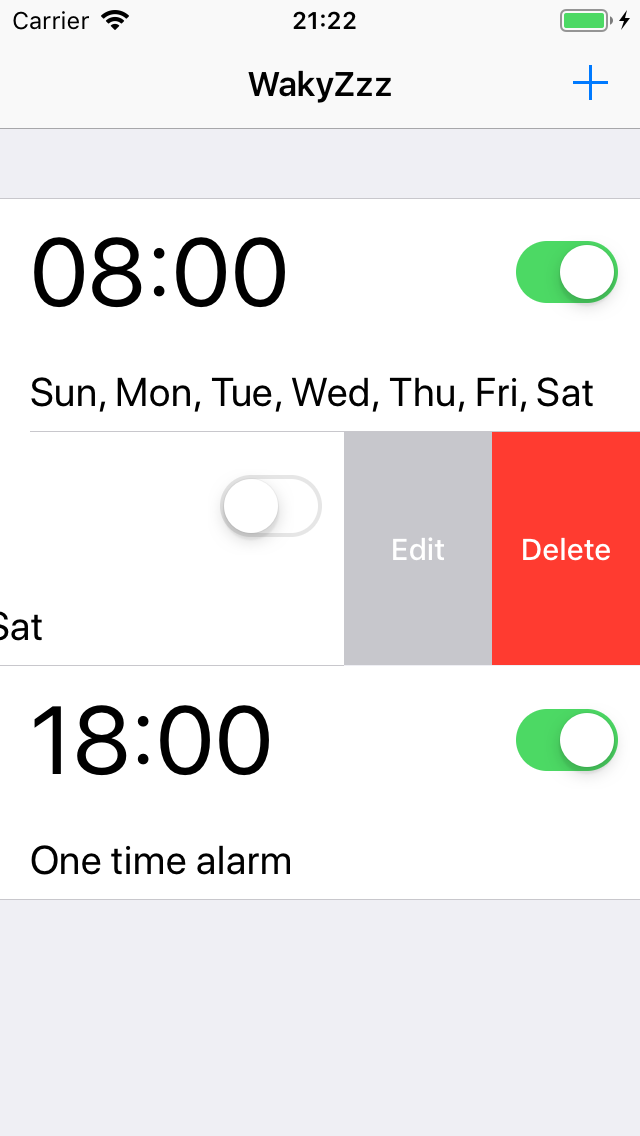 Carrier 21:22
WakyZzz
08:00
Sun, Mon, Tue, Wed, Thu, Fri, Sat
Edit Delete
Sat
18:00
One time alarm